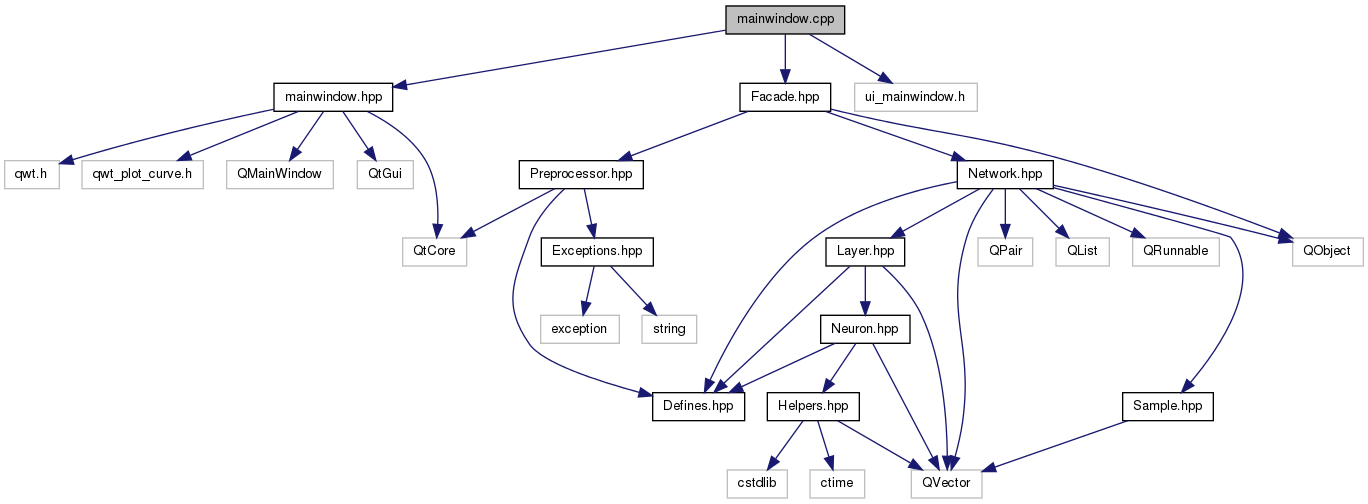 mainwindow.cpp
mainwindow.hpp
Facade.hpp
ui_mainwindow.h
qwt.h
qwt_plot_curve.h
QMainWindow
QtGui
Preprocessor.hpp
Network.hpp
QtCore
Exceptions.hpp
Layer.hpp
QPair
QList
QRunnable
QObject
exception
string
Neuron.hpp
Defines.hpp
Helpers.hpp
Sample.hpp
cstdlib
ctime
QVector